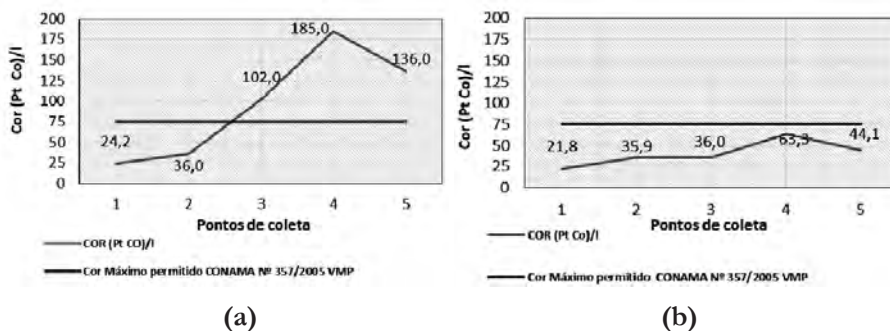 200
175
150
125
100
75
50
25
0
Cor (Pt Co)/l
24,2
36,0
102,0
185,0
136,0
1 2 3 4 5
Pontos de coleta
COR (Pt CO)/l
Cor Máximo permitido CONAMA Nº 357/2005 VMP
(a)
200
175
150
125
100
75
50
25
0
Cor (Pt Co)/l
21,8
35,9
36,0
63,3
44,1
1 2 3 4 5
Pontos de coleta
COR (Pt Co)/l
Cor Máximo permitido CONAMA Nº 357/2005 VMP
(b)